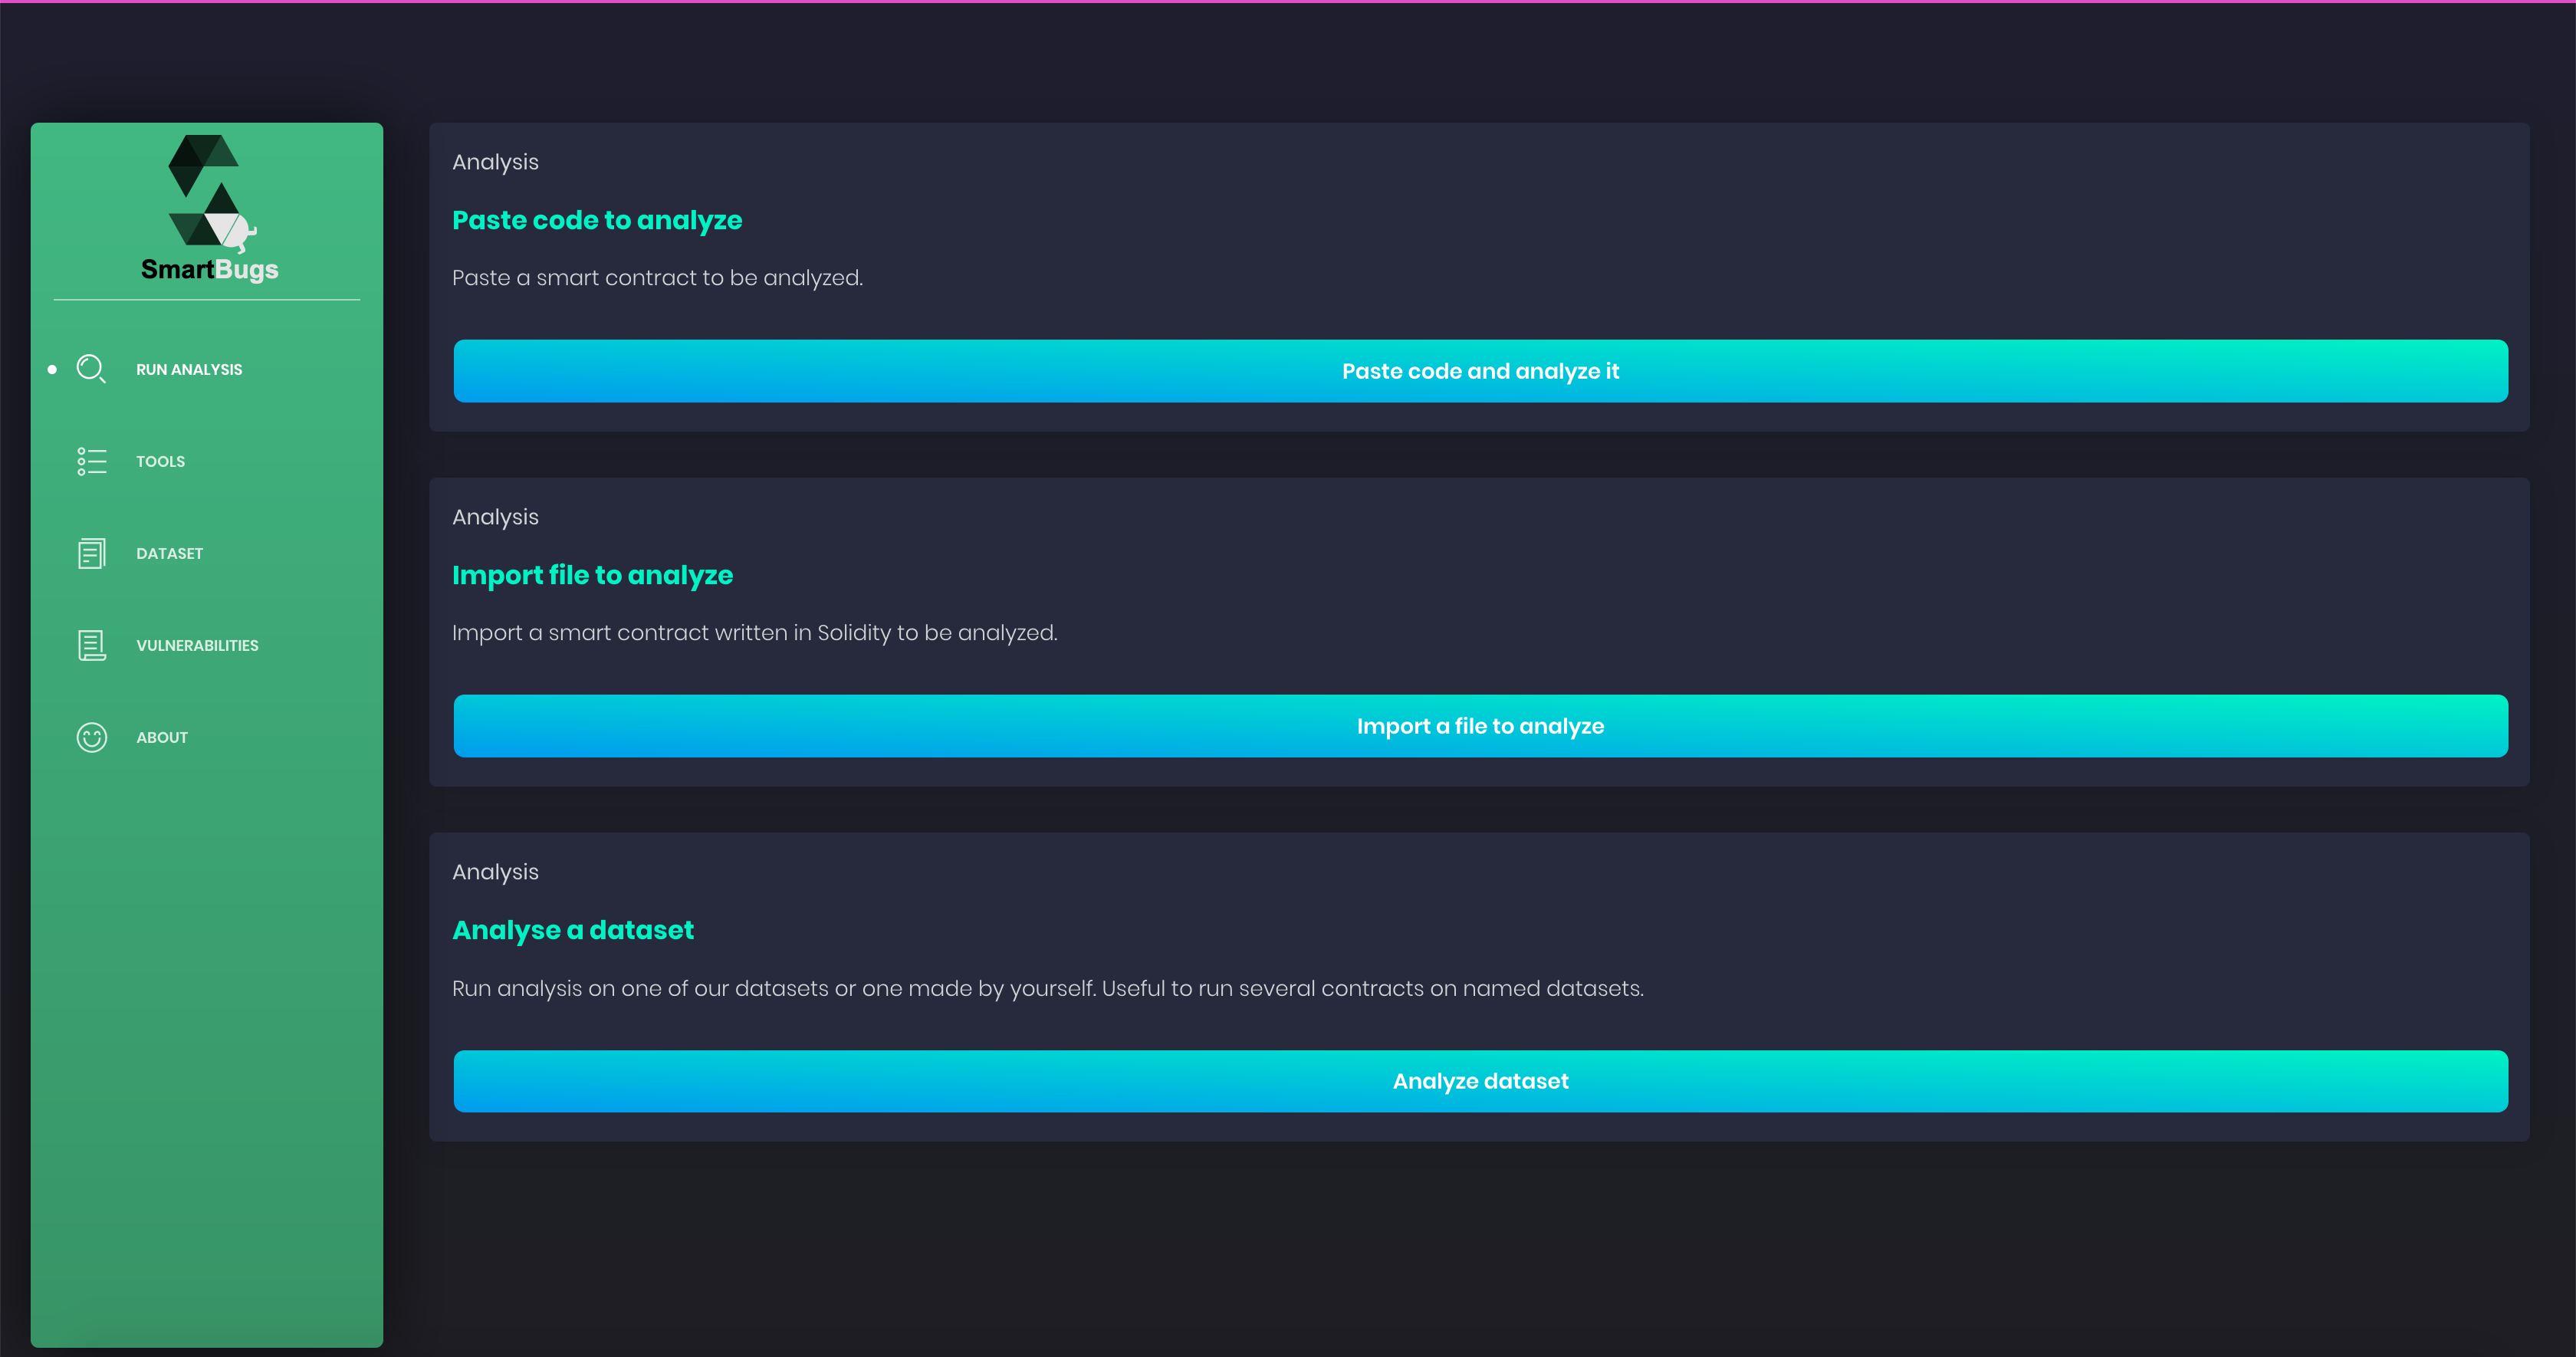 SmartBugs
RUN ANALYSIS
TOOLS
DATASET
VULNERABILITIES
ABOUT
Analysis
Paste code to analyze
Paste a smart contract to be analyzed.
Paste code and analyze it
Analysis
Import file to analyze
Import a smart contract written in Solidity to be analyzed.
Import a file to analyze
Analysis
Analyse a dataset
Run analysis on one of our datasets or one made by yourself. Useful to run several contracts on named datasets.
Analyze dataset